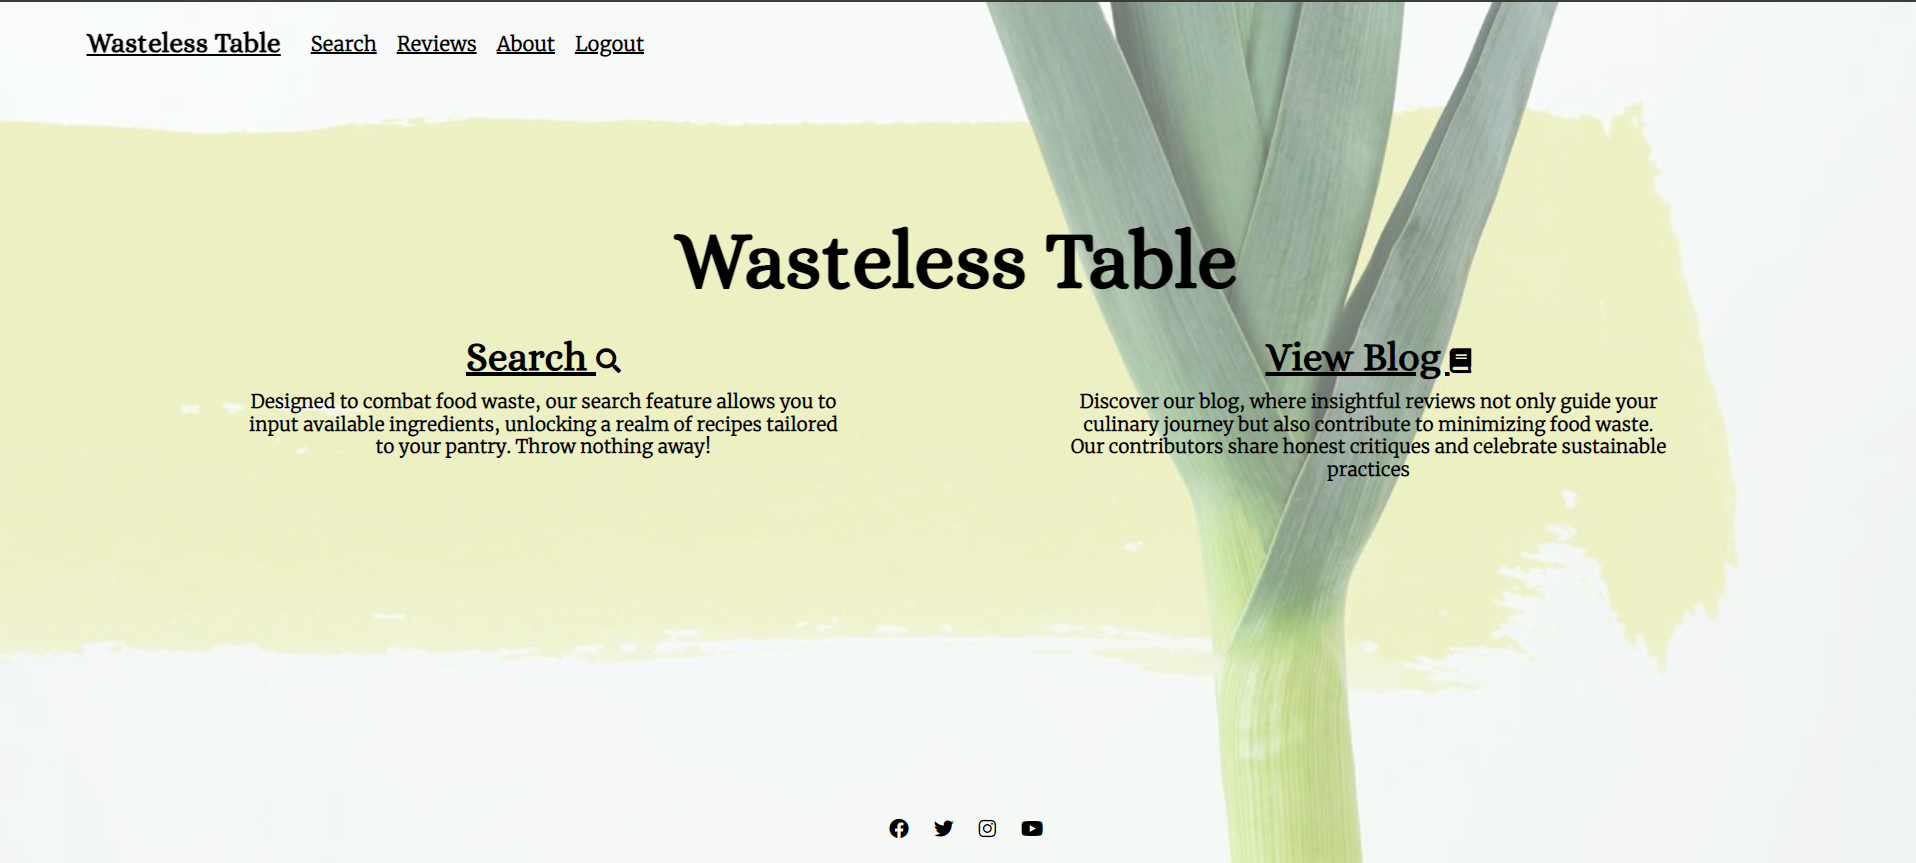 Wasteless Table Search Reviews About Logout
Wasteless Table
Search
Designed to combat food waste, our search feature allows you to
input available ingredients, unlocking a realm of recipes tailored
to your pantry. Throw nothing away!
View Blog
Discover our blog, where insightful reviews not only guide your
culinary journey but also contribute to minimizing food waste.
Our contributors share honest critiques and celebrate sustainable
practices